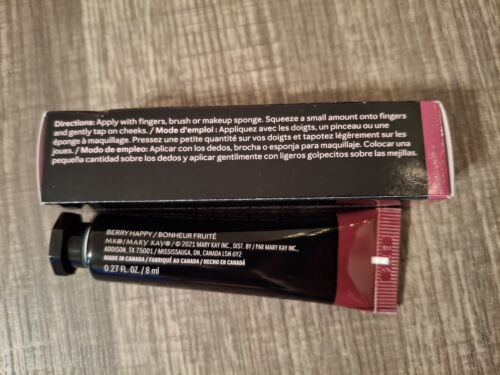 Directions: Apply with fingers, brush or makeup sponge. Squeeze a small amount onto fingers
and gently tap on cheeks. / Mode d'emploi : Appliquez avec les doigts, un pinceau ou une
éponge à maquillage. Pressez une petite quantité sur vos doigts et tapotez légèrement sur les
joues. / Modo de empleo: Aplicar con los dedos, brocha o esponja para maquillaje. Colocar una
pequeña cantidad sobre los dedos y aplicar gentilmente con ligeros golpecitos sobre las mejillas.
BERRY HAPPY / BONHEUR FRUITÉ
MK®/MARY KAY® / © 2021 MARY KAY INC., DIST. BY / PAR MARY KAY INC.,
ADDISON, TX 75001 / MISSISSAUGA, ON, CANADA L5N 6Y2
MADE IN CANADA / FABRIQUÉ AU CANADA / HECHO EN CANADÁ
0.27 FL. OZ. / 8 ml